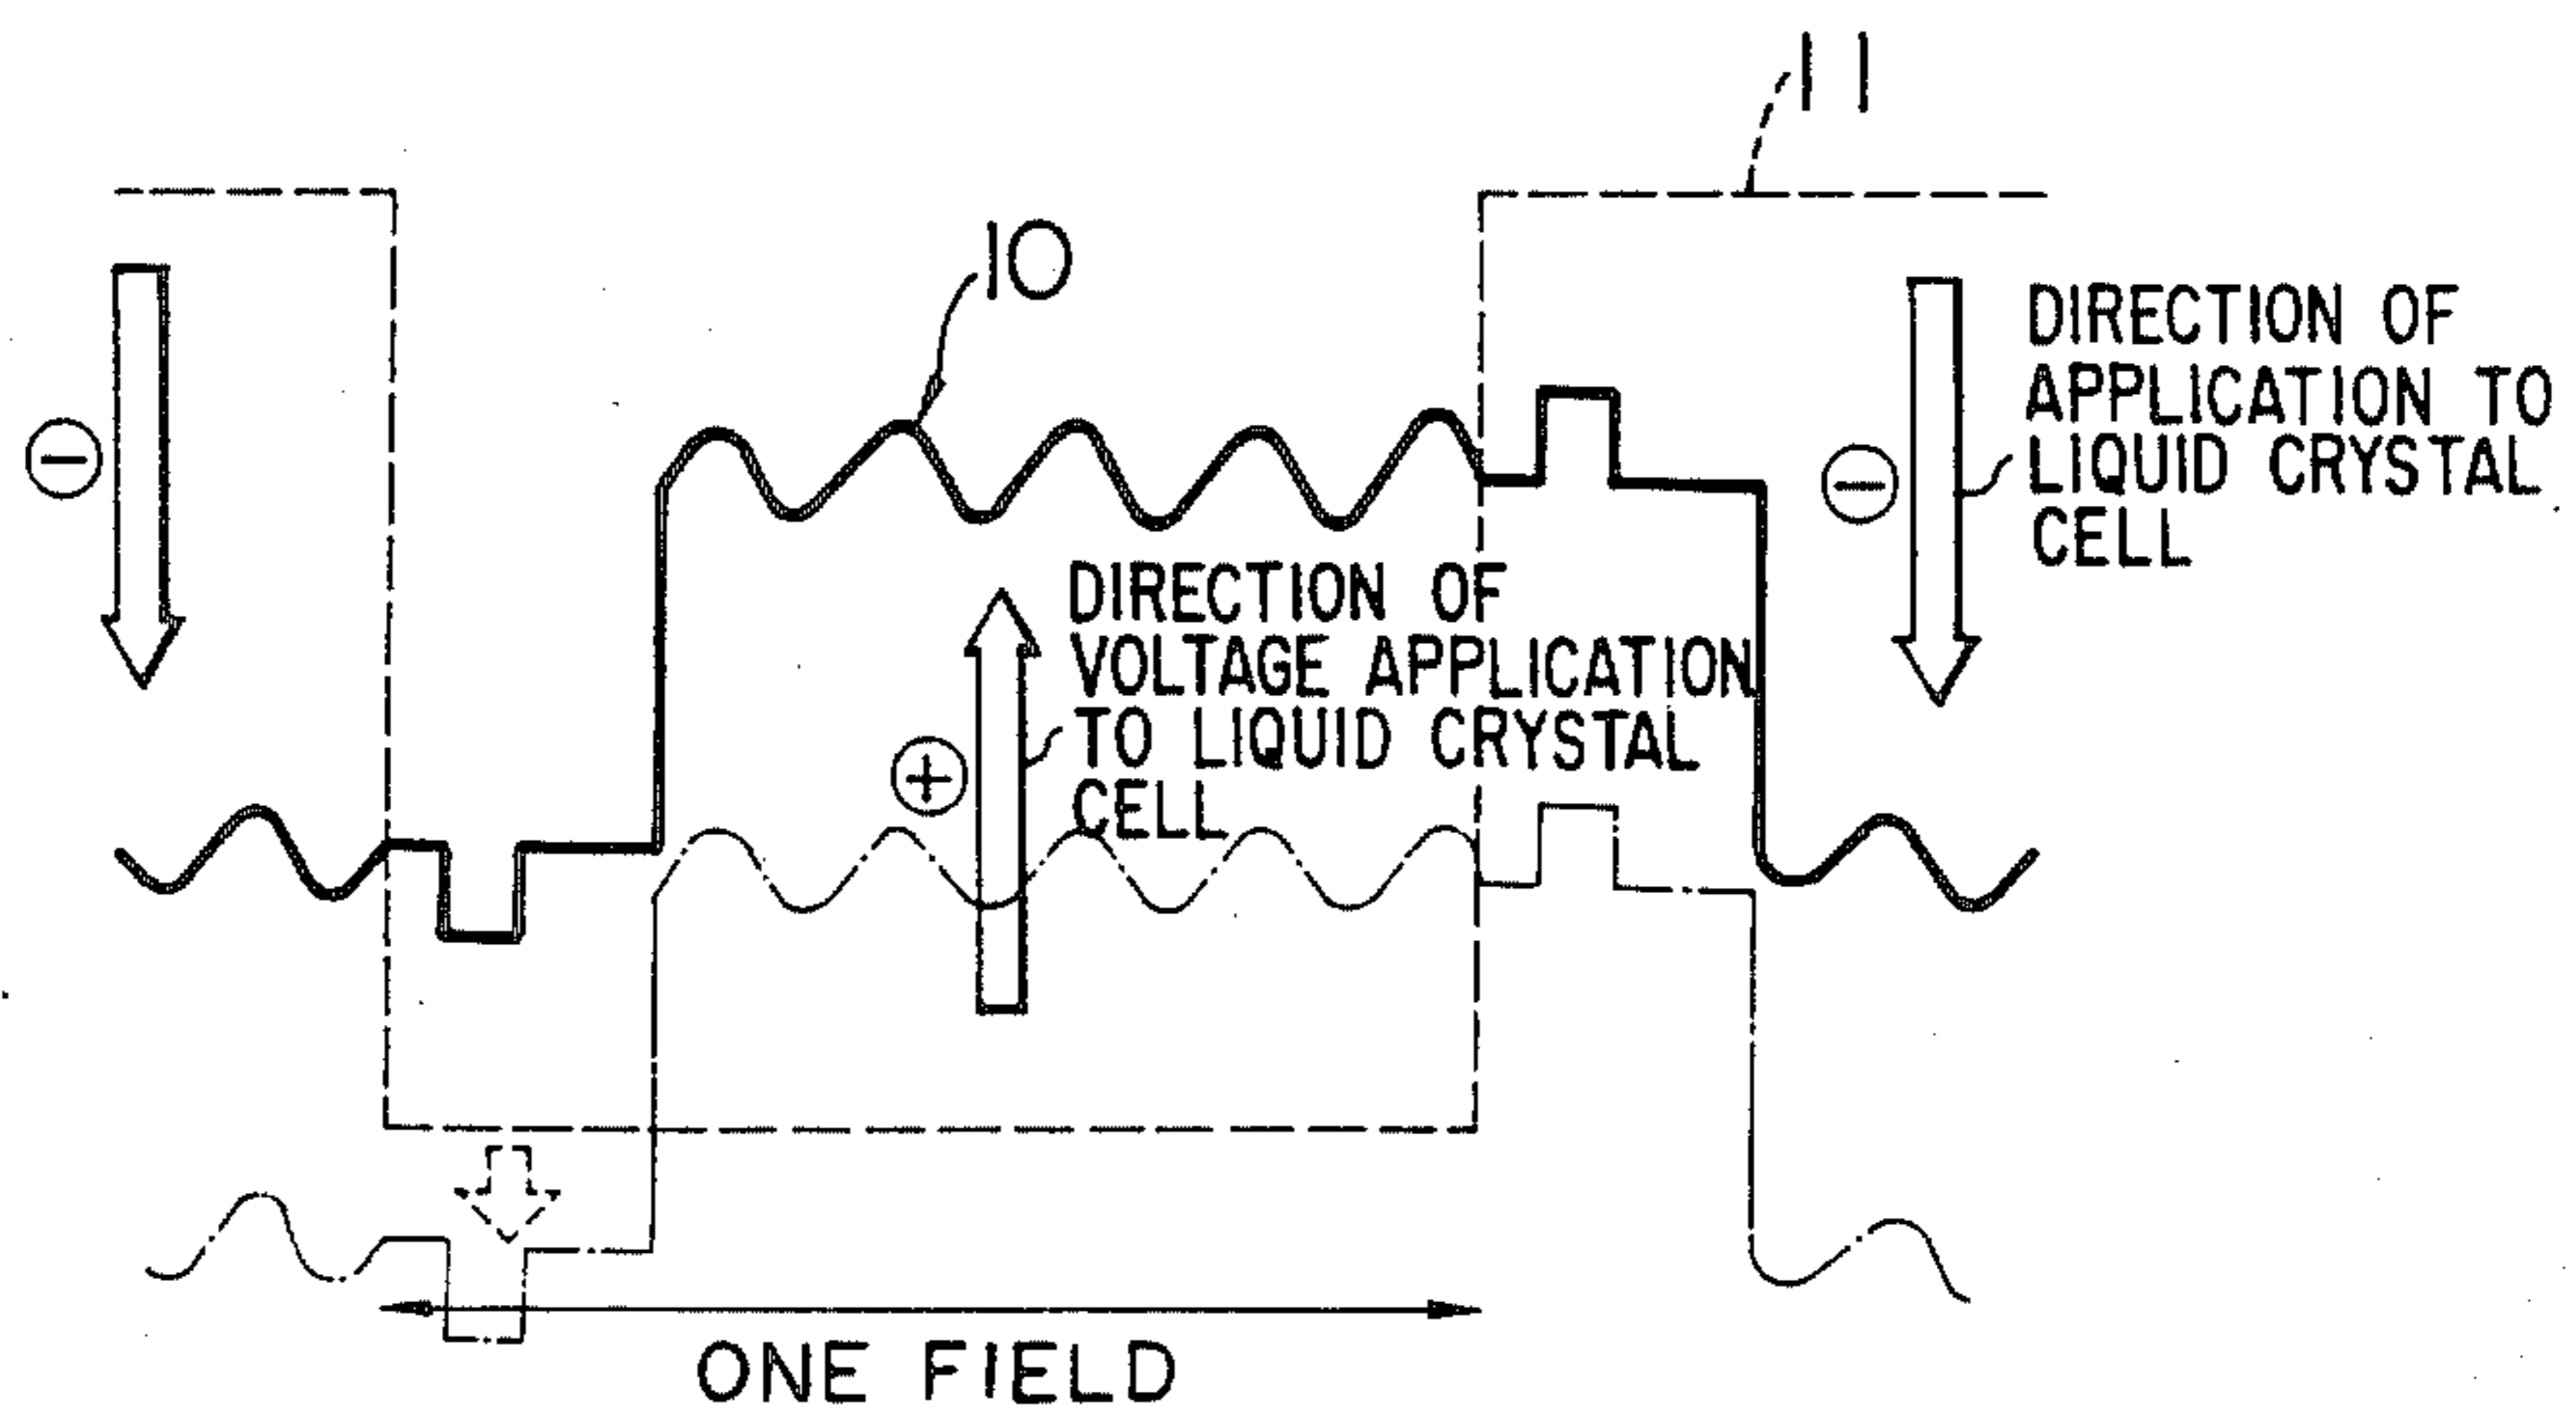 11
10
DIRECTION OF
APPLICATION TO
LIQUID CRYSTAL
CELL
⊖
⊖
DIRECTION OF
VOLTAGE APPLICATION
TO LIQUID CRYSTAL
CELL
⊕
ONE FIELD